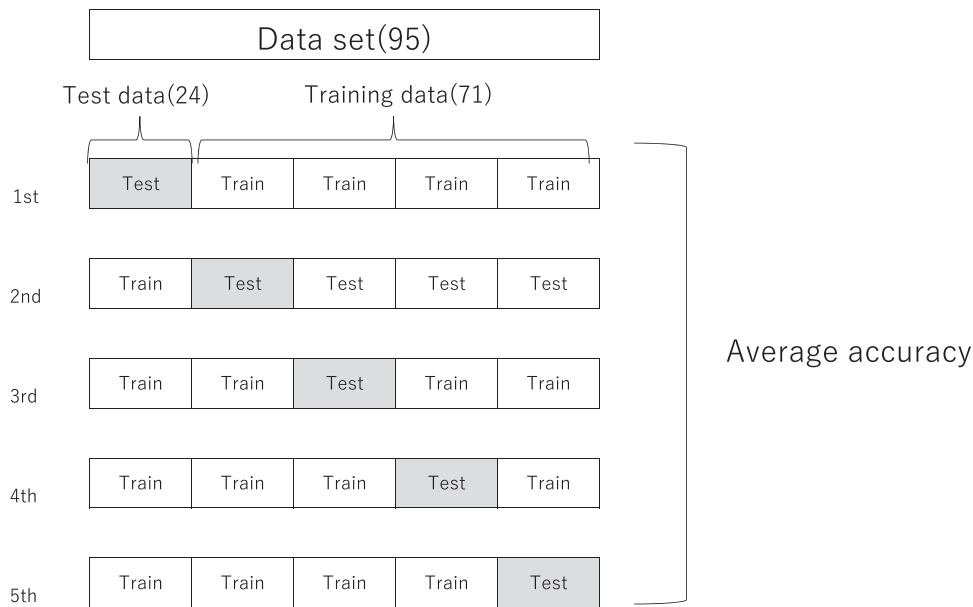 Data set(95)
Test data(24) Training data(71)
1st Test Train Train Train Train
2nd Train Test Test Test Test
3rd Train Train Test Train Train
Average accuracy
4th Train Train Train Test Train
5th Train Train Train Train Test